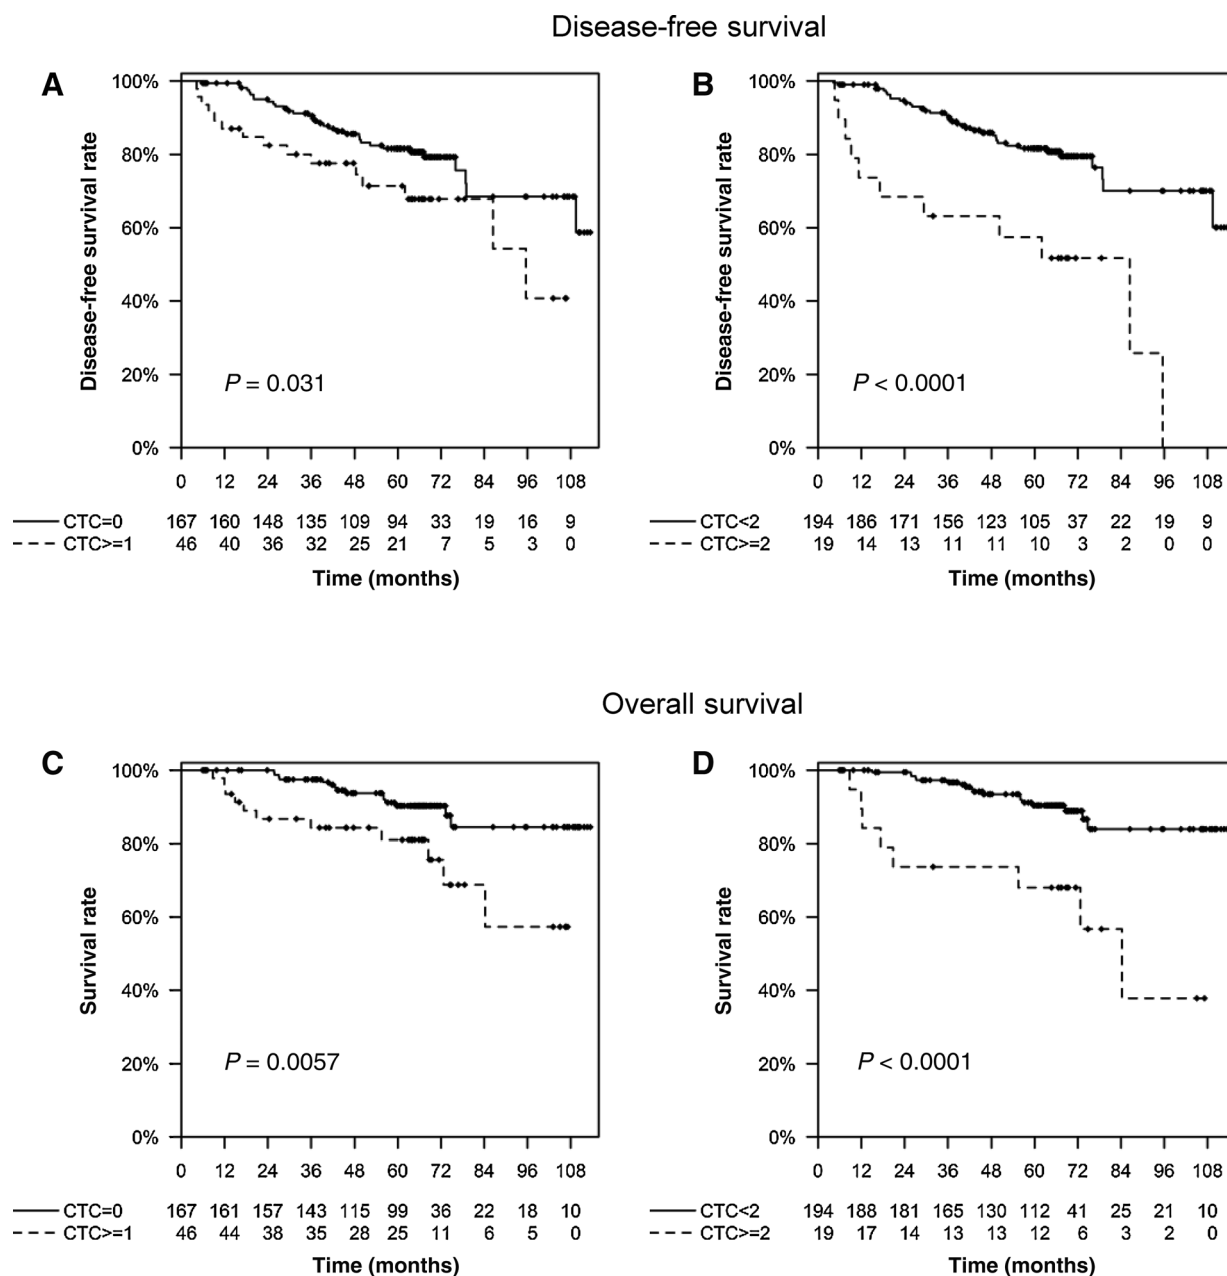 Disease-free survival
A
B
100%
80%
60%
40%
20%
0%
Disease-free survival rate
P = 0.031
0 12 24 36 48 60 72 84 96 108
CTC=0 167 160 148 135 109 94 33 19 16 9
CTC>=1 46 40 36 32 25 21 7 5 3 0
Time (months)
100%
80%
60%
40%
20%
0%
Disease-free survival rate
P < 0.0001
0 12 24 36 48 60 72 84 96 108
CTC<2 194 186 171 156 123 105 37 22 19 9
CTC>=2 19 14 13 11 11 10 3 2 0 0
Time (months)
Overall survival
C
D
100%
80%
60%
40%
20%
0%
Survival rate
P = 0.0057
0 12 24 36 48 60 72 84 96 108
CTC=0 167 161 157 143 115 99 36 22 18 10
CTC>=1 46 44 38 35 28 25 11 6 5 0
Time (months)
100%
80%
60%
40%
20%
0%
Survival rate
P < 0.0001
0 12 24 36 48 60 72 84 96 108
CTC<2 194 188 181 165 130 112 41 25 21 10
CTC>=2 19 17 14 13 13 12 6 3 2 0
Time (months)